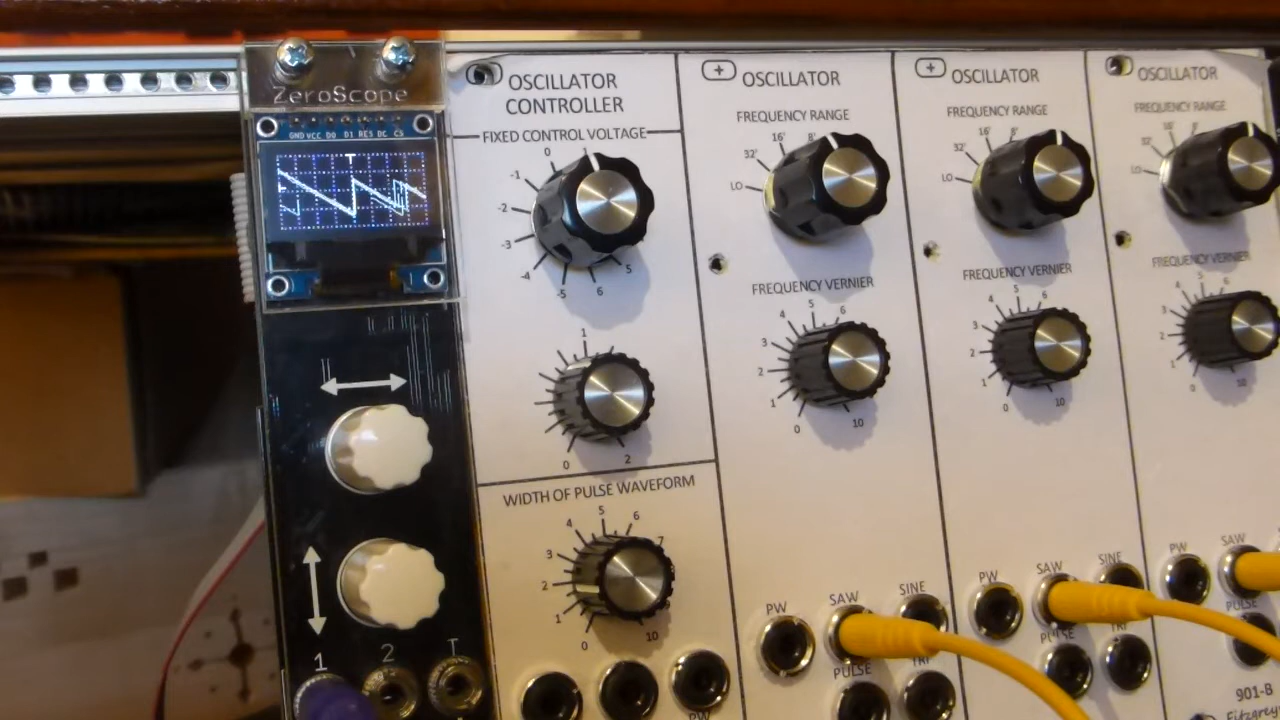 ZeroScope
GND VCC D0 D1 RES DC CS
1 2 T
OSCILLATOR
CONTROLLER
FIXED CONTROL VOLTAGE
0
-1
-2
-3
-4
-5
6
5
1
0
2
WIDTH OF PULSE WAVEFORM
5
4 6
3 7
2
1
0 10
PW
OSCILLATOR
FREQUENCY RANGE
16' 8'
32'
LO
FREQUENCY VERNIER
5
4 6
3
2
1
0 10
PW SAW SINE
PULSE TRI
OSCILLATOR
FREQUENCY RANGE
16' 8'
32'
LO
FREQUENCY VERNIER
5
4 6
3
2
1
0 10
PW SAW SINE
PULSE TRI
OSCILLATOR
FREQUENCY RANGE
16' 8'
32'
LO
FREQUENCY VERNIER
5
4 6
3
2
1
0 10
PW SAW
PULSE
901-B
Fitzgrey